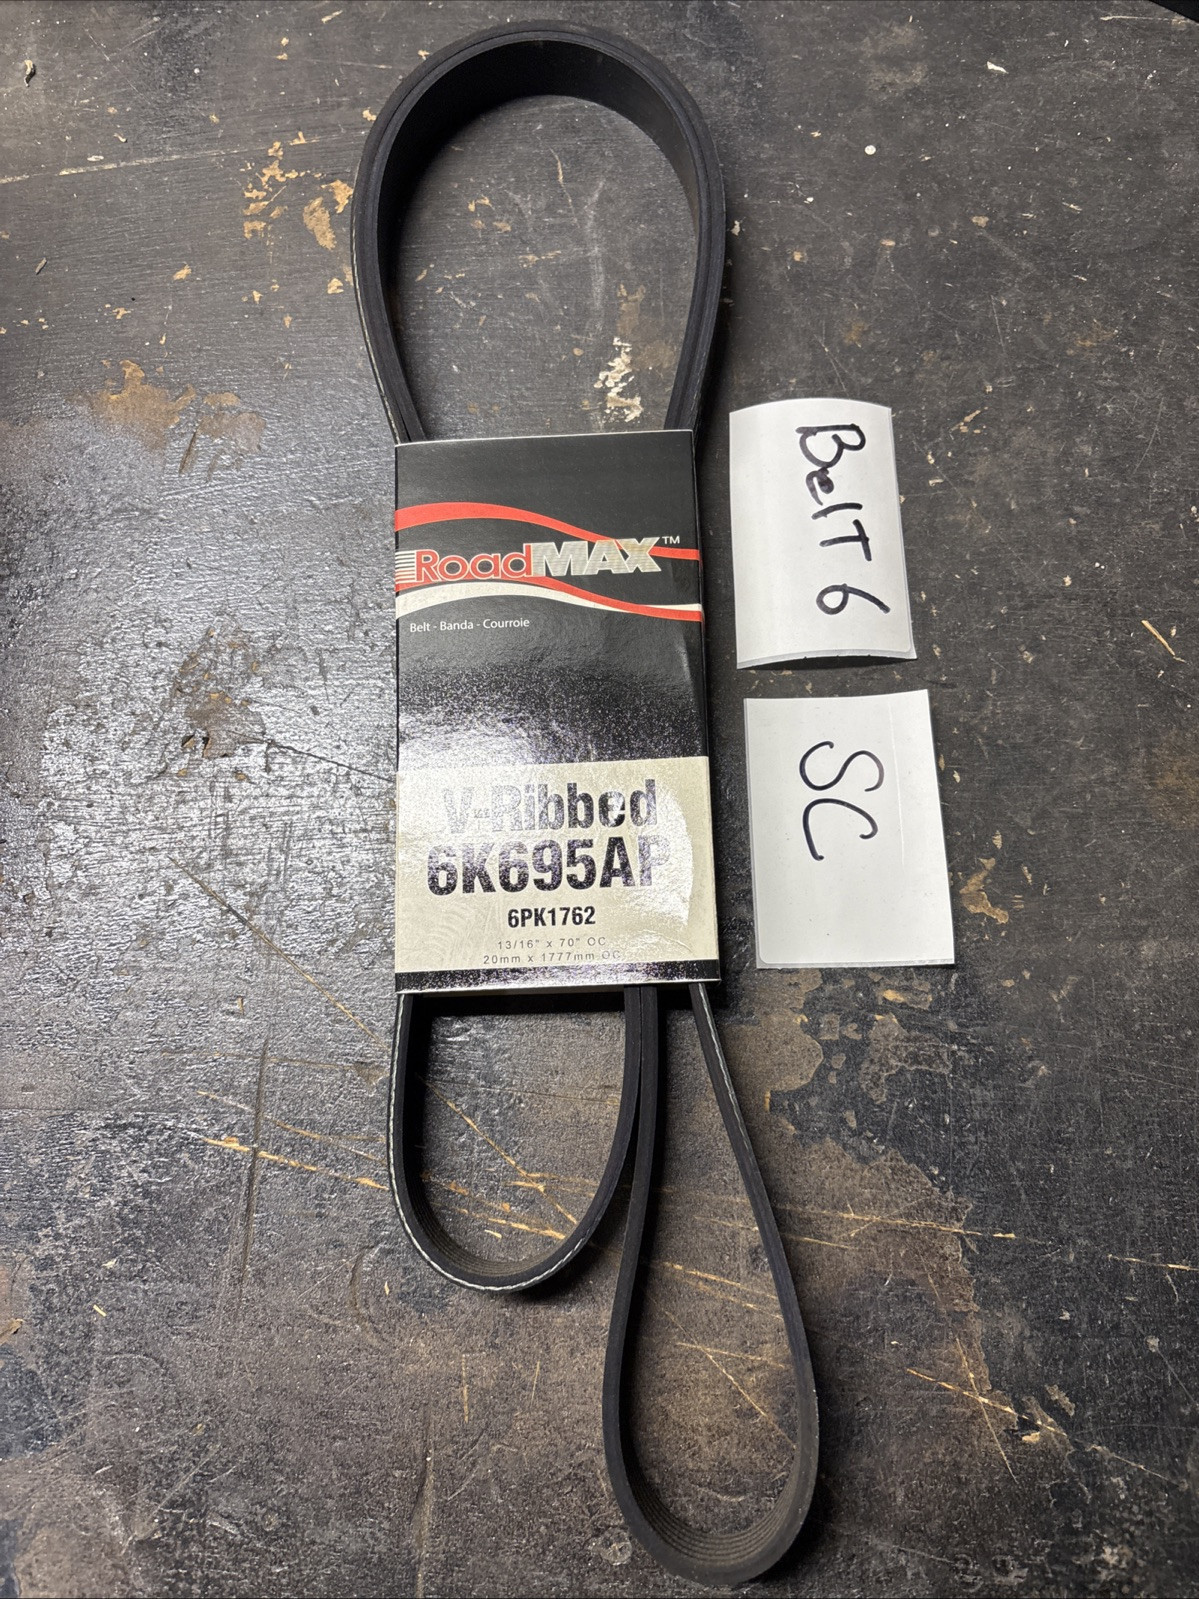 RoadMAX™
Belt - Banda - Courroie
V-Ribbed
6K695AP
6PK1762
13/16" x 70" OC
20mm x 1777mm OC
BelT 6
SC